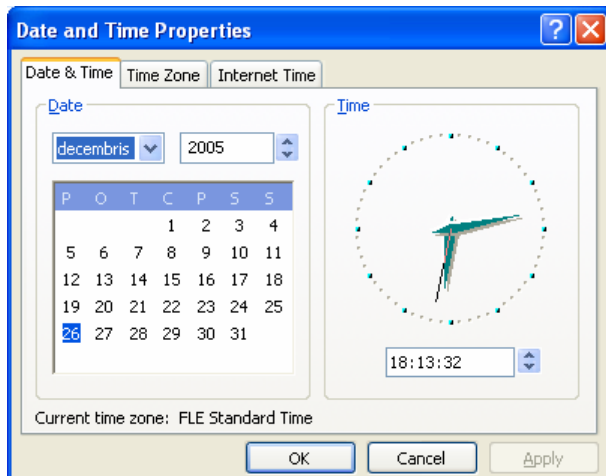 Date and Time Properties
Date & Time Time Zone Internet Time
Date
decembris 2005
P O T C P S S
1 2 3 4
5 6 7 8 9 10 11
12 13 14 15 16 17 18
19 20 21 22 23 24 25
26 27 28 29 30 31
Time
18:13:32
Current time zone: FLE Standard Time
OK Cancel Apply